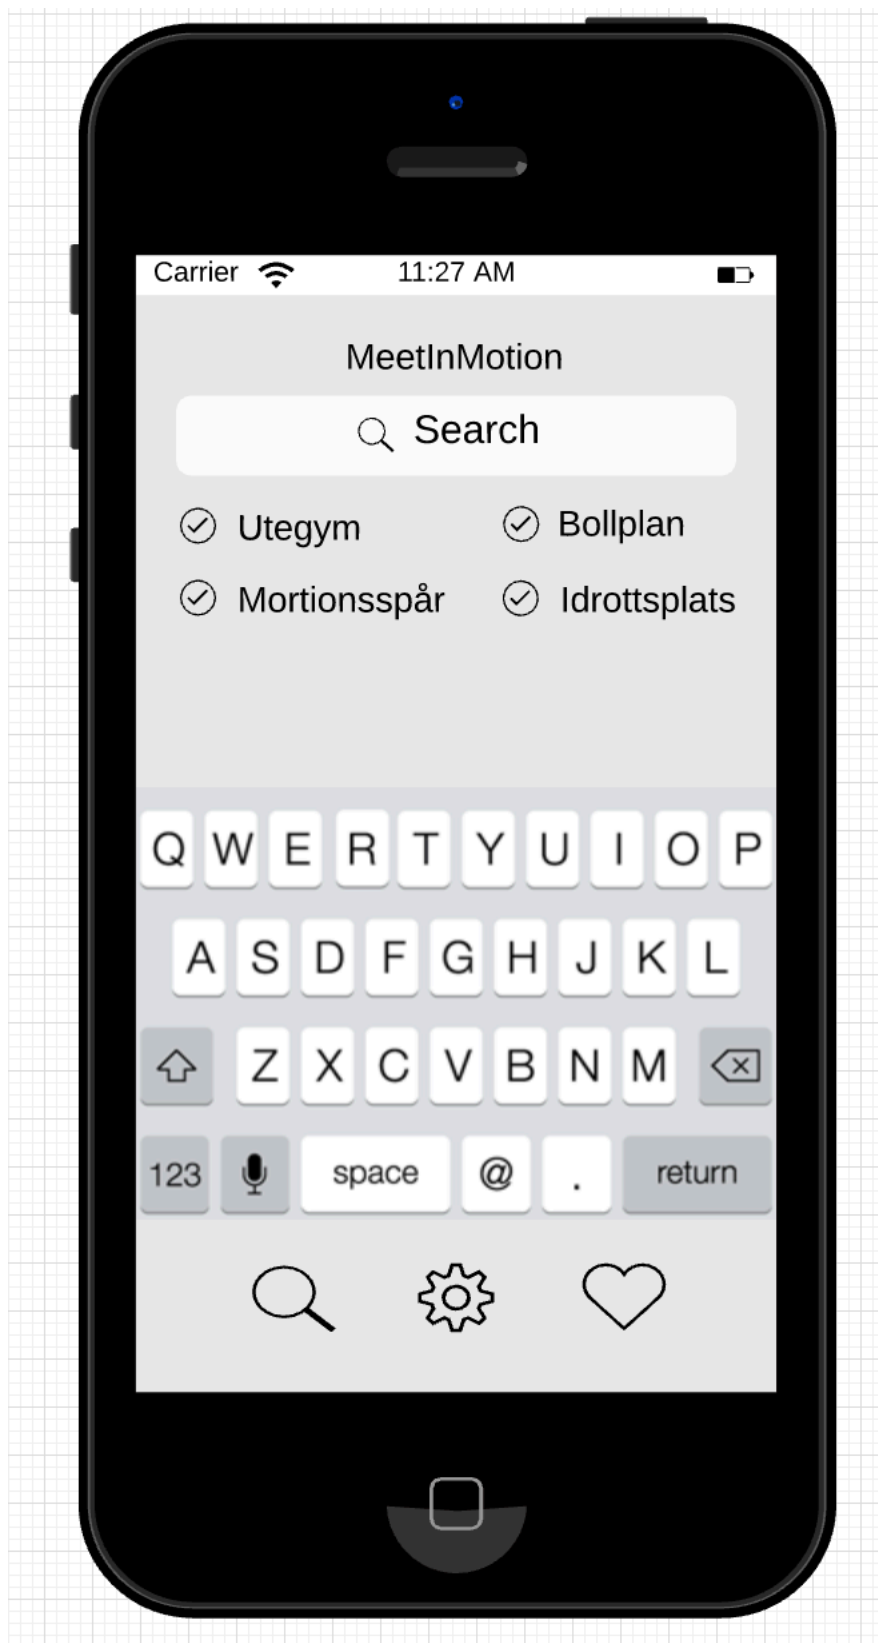 Carrier 11:27 AM
MeetInMotion
Search
Utegym Bollplan
Mortionsspår Idrottsplats
Q W E R T Y U I O P
A S D F G H J K L
Z X C V B N M
123 space @ . return